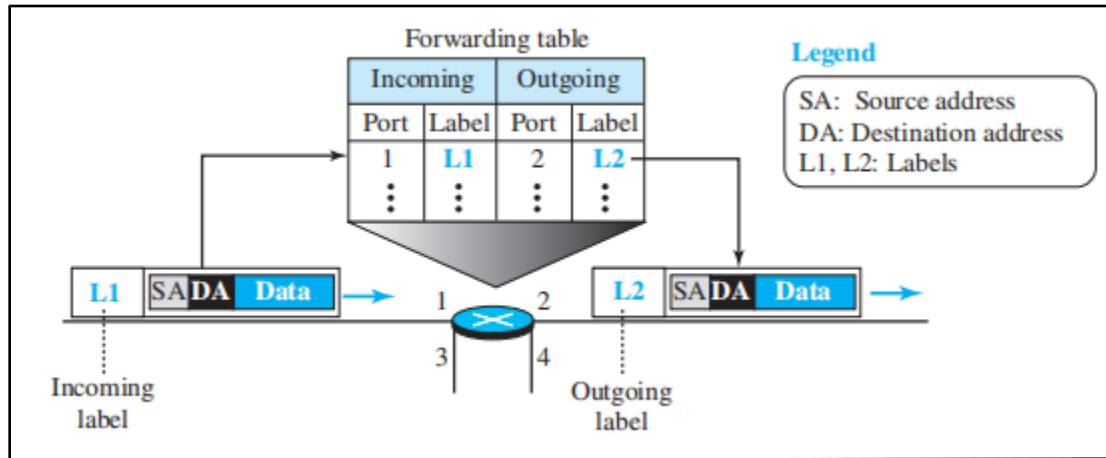 Forwarding table
Incoming Outgoing
Port Label Port Label
1 L1 2 L2
Legend
SA: Source address
DA: Destination address
L1, L2: Labels
L1 SA DA Data
1 2
3 4
L2 SA DA Data
Incoming
label
Outgoing
label